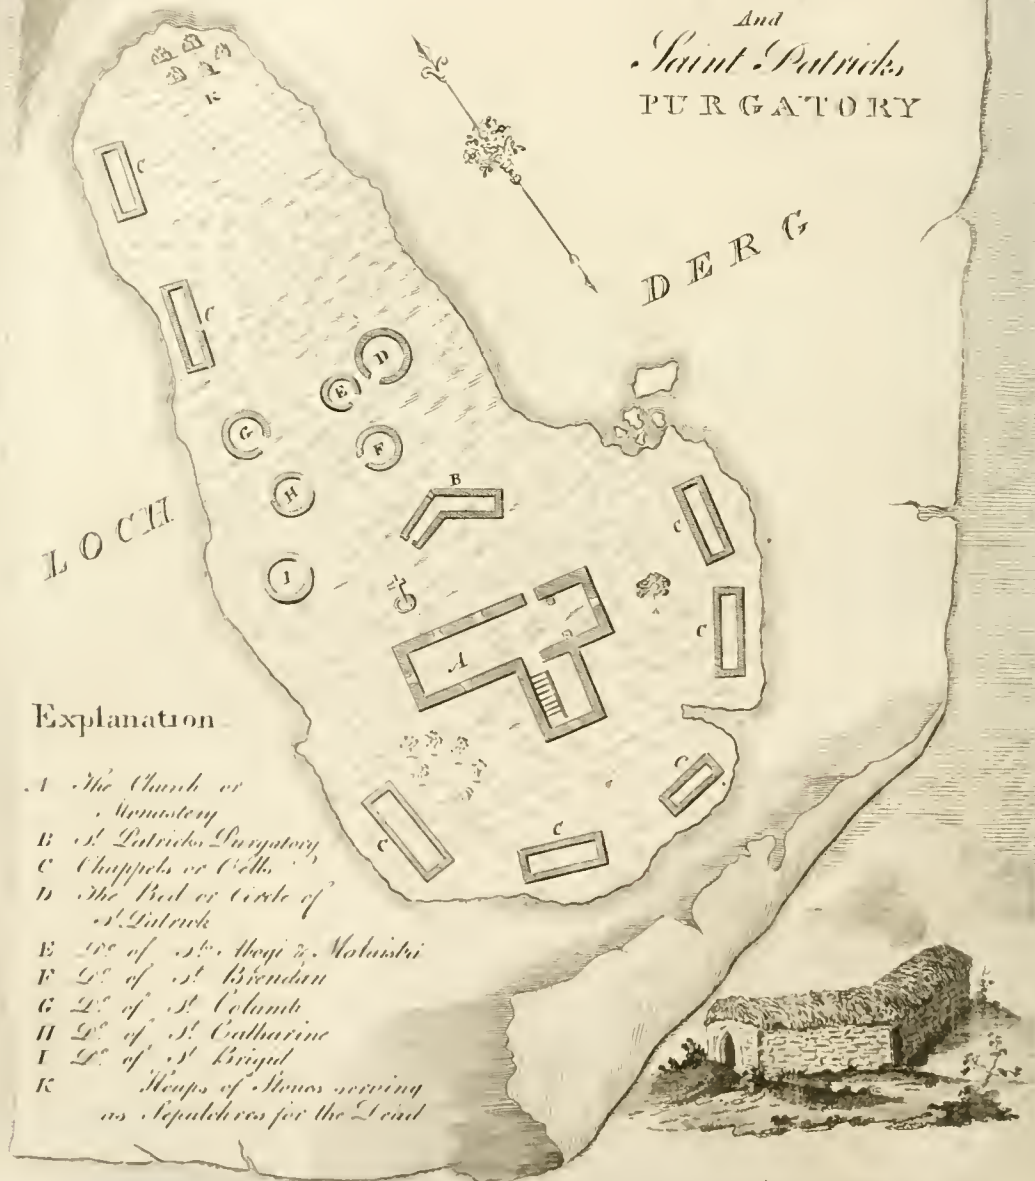 And
Saint Patricks
PURGATORY
LOCH DERG
K
C
C
D
E
G
F
H
B
I
C
C
A
C
C
C
Explanation
A The Church or
Monastery
B St. Patricks Purgatory
C Chappels or Cells
D The Bed or Circle of
St. Patrick
E Do. of Sts.
F Do. of St. Brendan
G Do. of St. Columb
H Do. of St. Catharine
I Do. of St. Brigid
K Heaps of Stones serving
as Sepulchres for the Dead